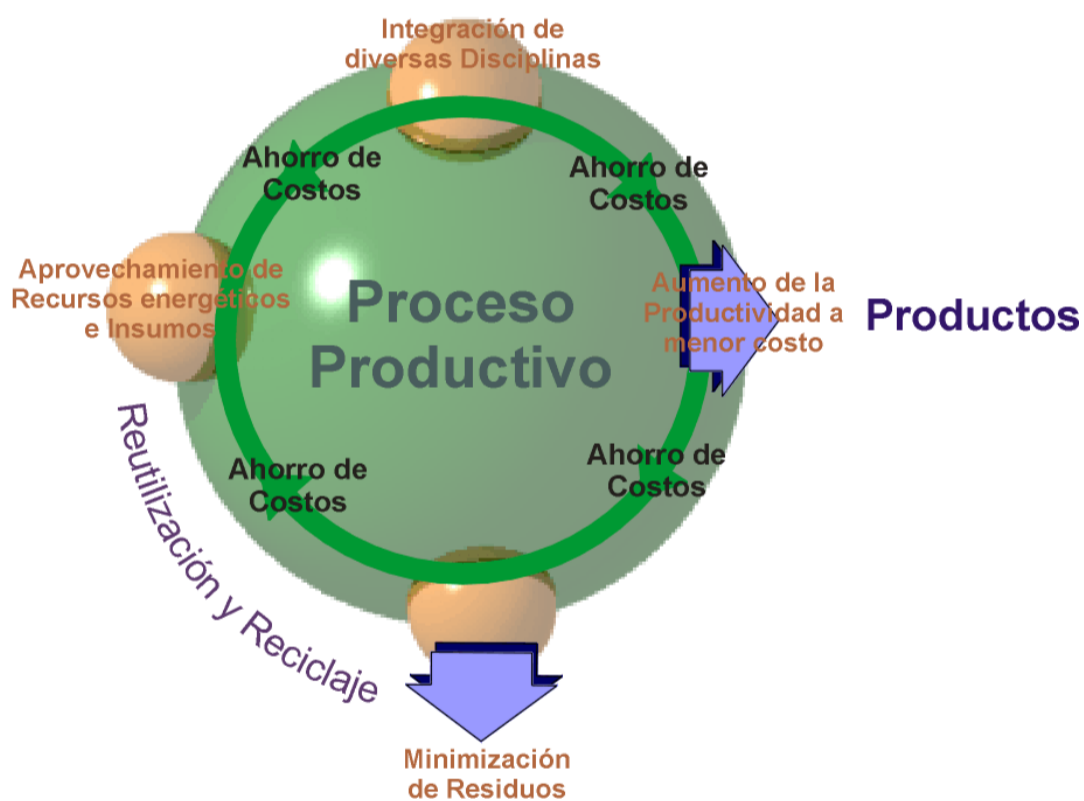 Integración de
diversas Disciplinas
Ahorro de
Costos
Ahorro de
Costos
Aprovechamiento de
Recursos energéticos
e Insumos
Proceso
Productivo
Aumento de la
Productividad a
menor costo
Productos
Ahorro de
Costos
Ahorro de
Costos
Reutilización y Reciclaje
Minimización
de Residuos